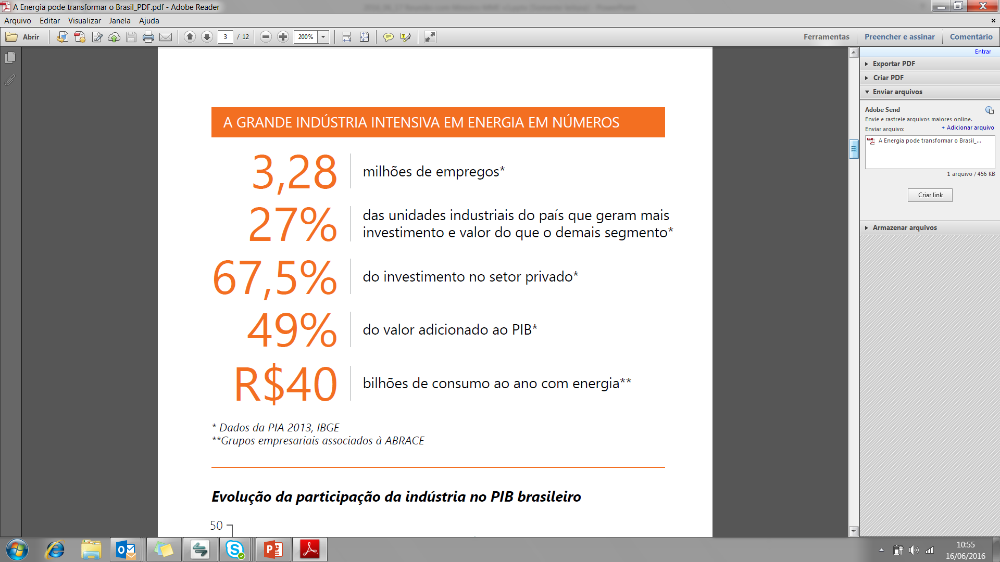 A Energia pode transformar o Brasil_PDF.pdf - Adobe Reader
Arquivo Editar Visualizar Janela Ajuda
Abrir 3 / 12 200% Ferramentas Preencher e assinar Comentário
Entrar
Exportar PDF
Criar PDF
Enviar arquivos
Adobe Send
Envie e rastreie arquivos maiores online.
Enviar arquivo: + Adicionar arquivo
A Energia pode transformar o Brasil_...
1 arquivo / 456 KB
Criar link
Armazenar arquivos
A GRANDE INDÚSTRIA INTENSIVA EM ENERGIA EM NÚMEROS
3,28 milhões de empregos*
27% das unidades industriais do país que geram mais
investimento e valor do que o demais segmento*
67,5% do investimento no setor privado*
49% do valor adicionado ao PIB*
R$40 bilhões de consumo ao ano com energia**
* Dados da PIA 2013, IBGE
**Grupos empresariais associados à ABRACE
Evolução da participação da indústria no PIB brasileiro
50
10:55
16/06/2016